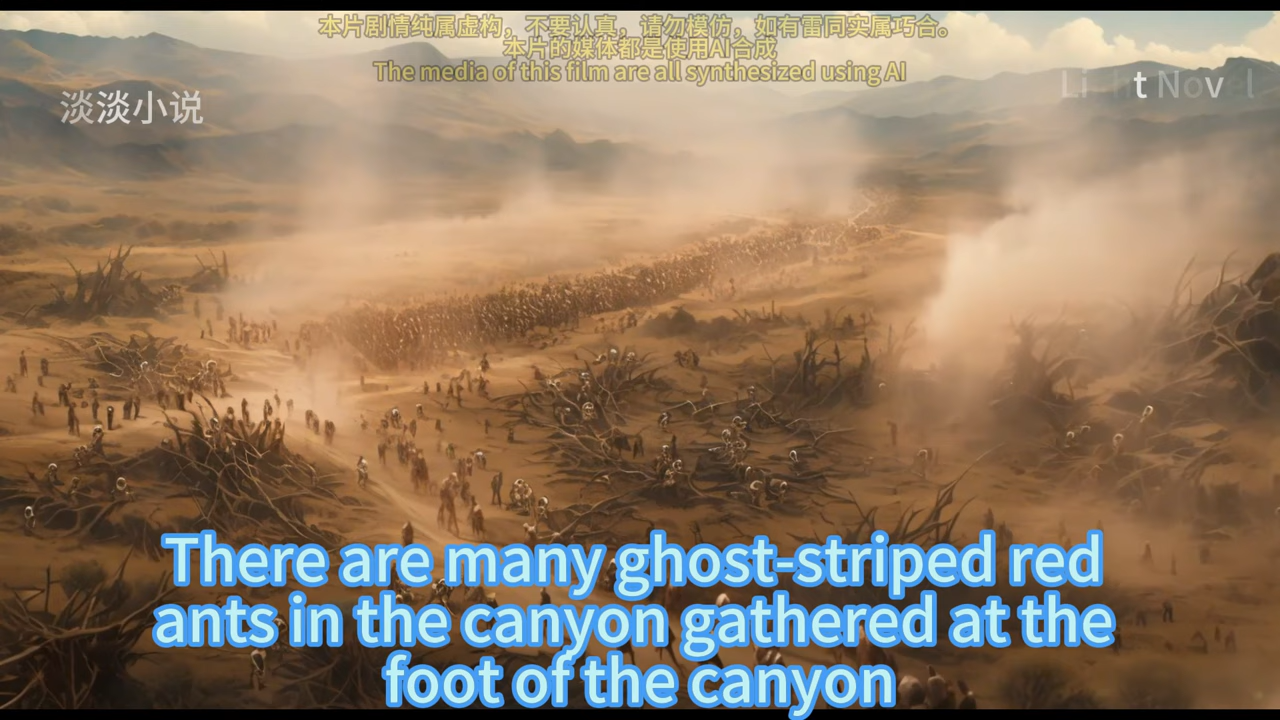 本片剧情纯属虚构，不要认真，请勿模仿，如有雷同实属巧合。
本片的媒体都是使用AI合成
The media of this film are all synthesized using AI
淡淡小说
Light Novel
There are many ghost-striped red
ants in the canyon gathered at the
foot of the canyon